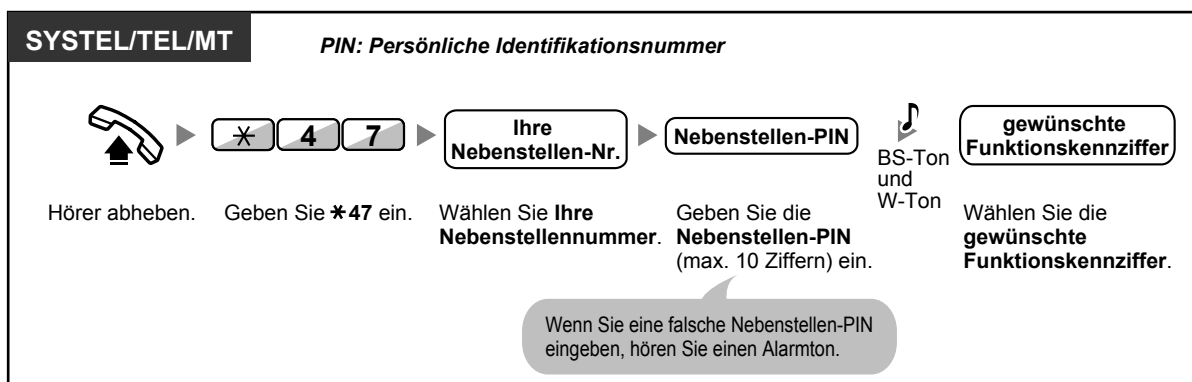 SYSTEL/TEL/MT
PIN: Persönliche Identifikationsnummer
* 4 7
Ihre
Nebenstellen-Nr.
Nebenstellen-PIN
BS-Ton
und
W-Ton
gewünschte
Funktionskennziffer
Hörer abheben.
Geben Sie *47 ein.
Wählen Sie Ihre
Nebenstellennummer.
Geben Sie die
Nebenstellen-PIN
(max. 10 Ziffern) ein.
Wählen Sie die
gewünschte
Funktionskennziffer.
Wenn Sie eine falsche Nebenstellen-PIN
eingeben, hören Sie einen Alarmton.